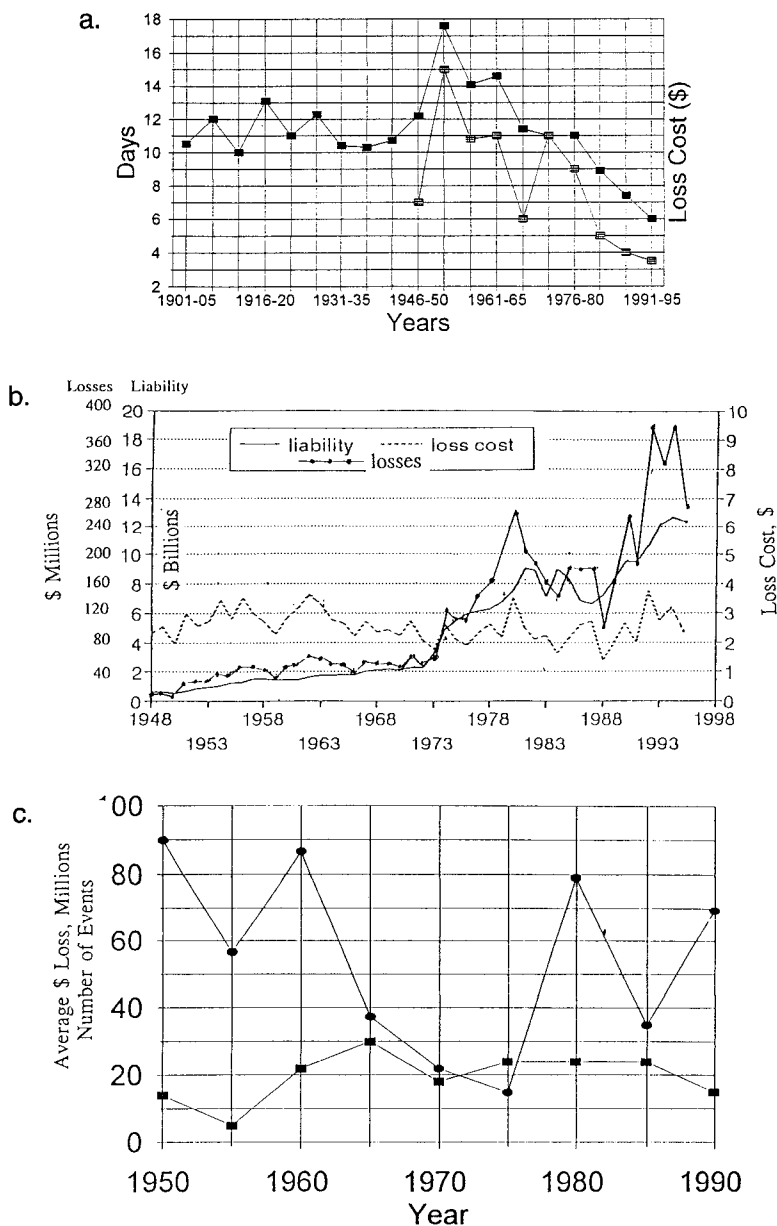 a.
18
16
14
12
10
8
6
4
2
Days
Loss Cost ($)
1901-05 1916-20 1931-35 1946-50 1961-65 1976-80 1991-95
Years
b.
Losses Liability
400
360
320
280
240
200
160
120
80
40
20
18
16
14
12
10
8
6
4
2
0
$ Millions
$ Billions
liability loss cost
losses
10
9
8
7
6
5
4
3
2
1
0
Loss Cost, $
1948 1958 1968 1978 1988 1998
1953 1963 1973 1983 1993
c.
00
80
60
40
20
0
Average $ Loss, Millions
Number of Events
1950 1960 1970 1980 1990
Year